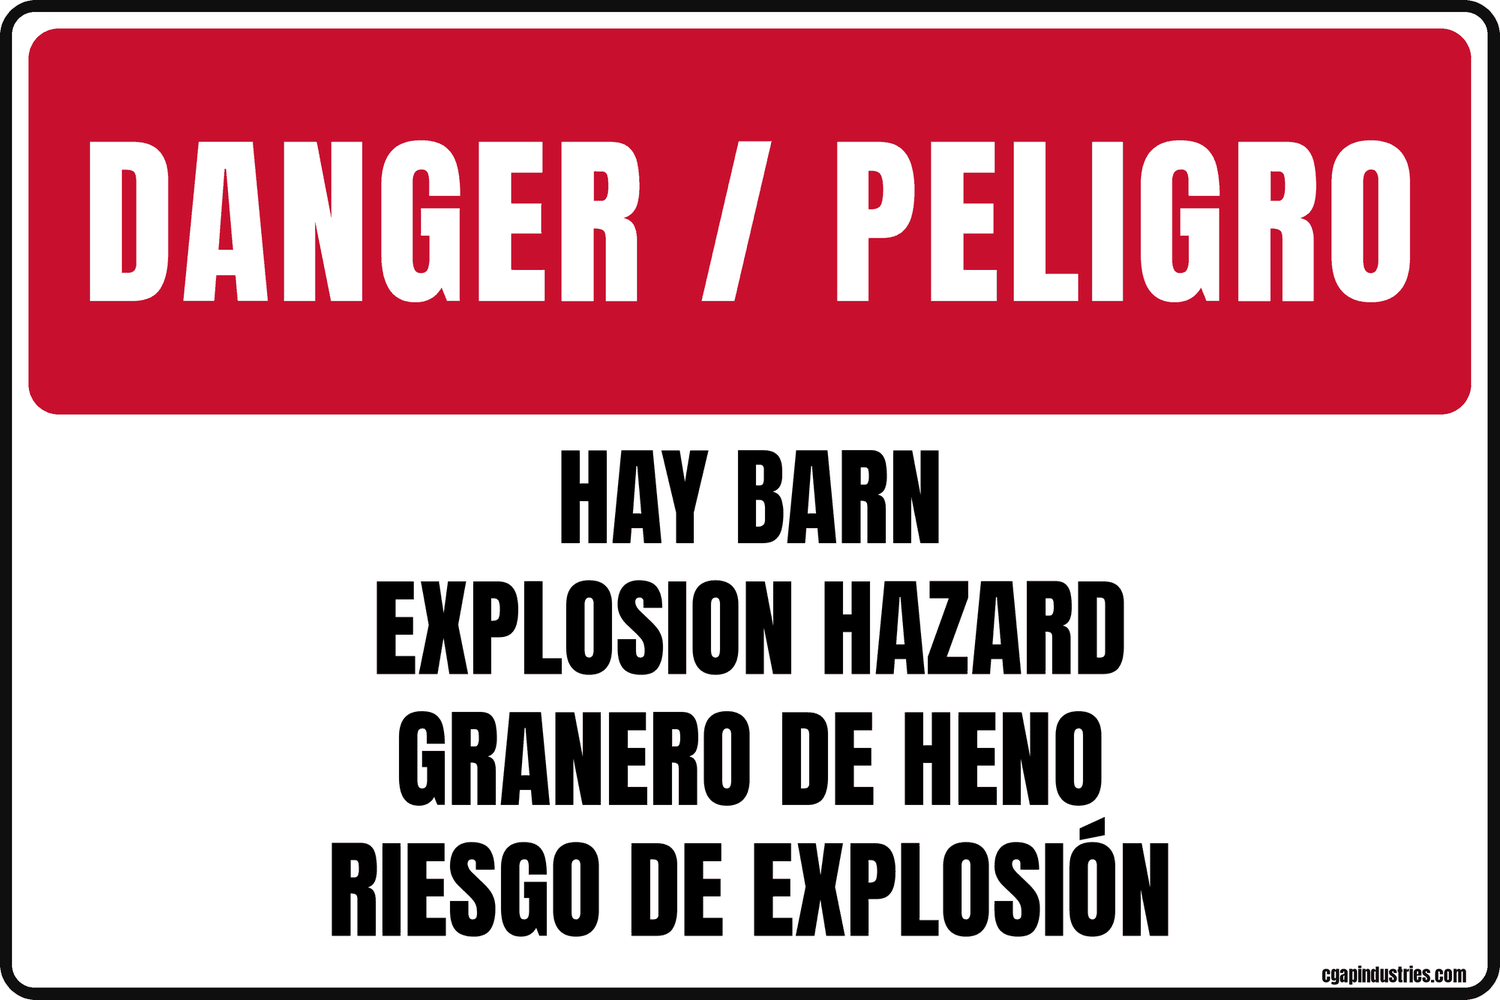 DANGER / PELIGRO
HAY BARN
EXPLOSION HAZARD
GRANERO DE HENO
RIESGO DE EXPLOSIÓN
cgapindustries.com